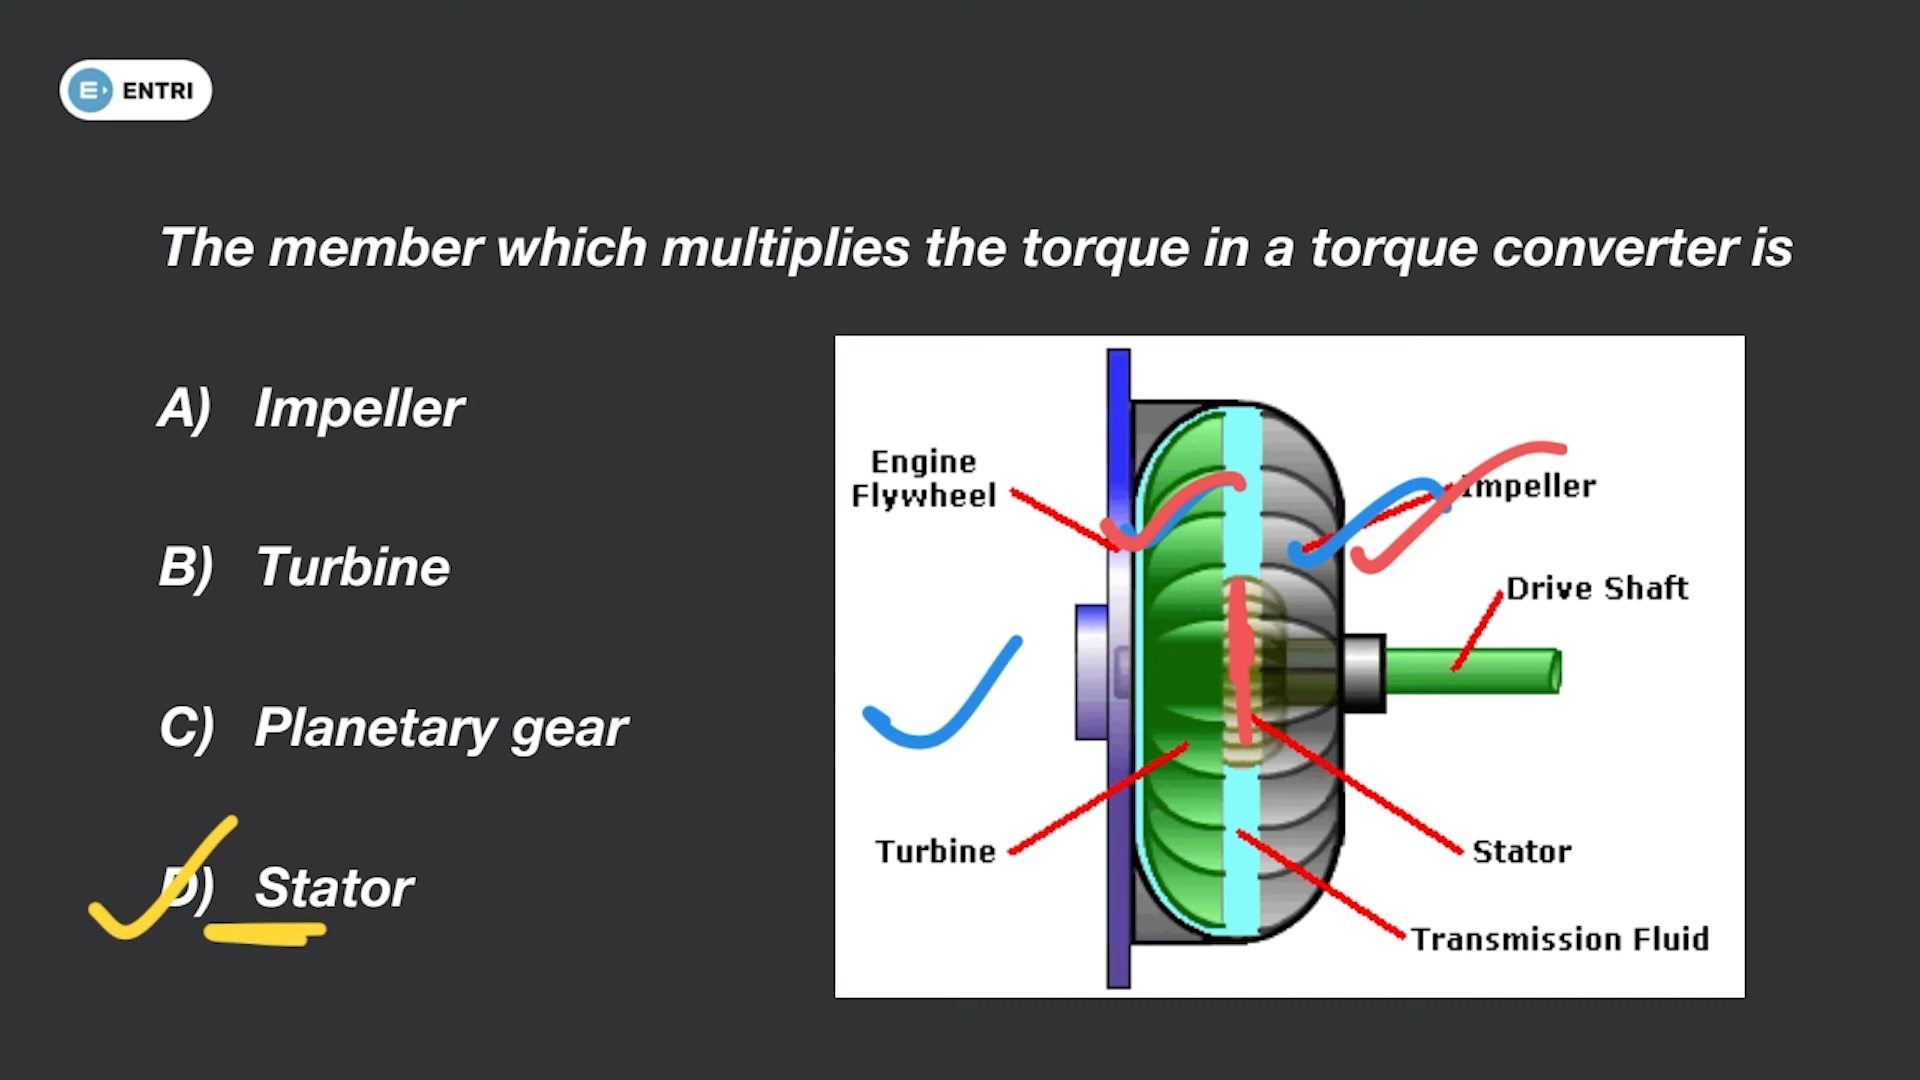 ENTRI
The member which multiplies the torque in a torque converter is
A) Impeller
B) Turbine
C) Planetary gear
D) Stator
Engine
Flywheel
Impeller
Drive Shaft
Turbine
Stator
Transmission Fluid